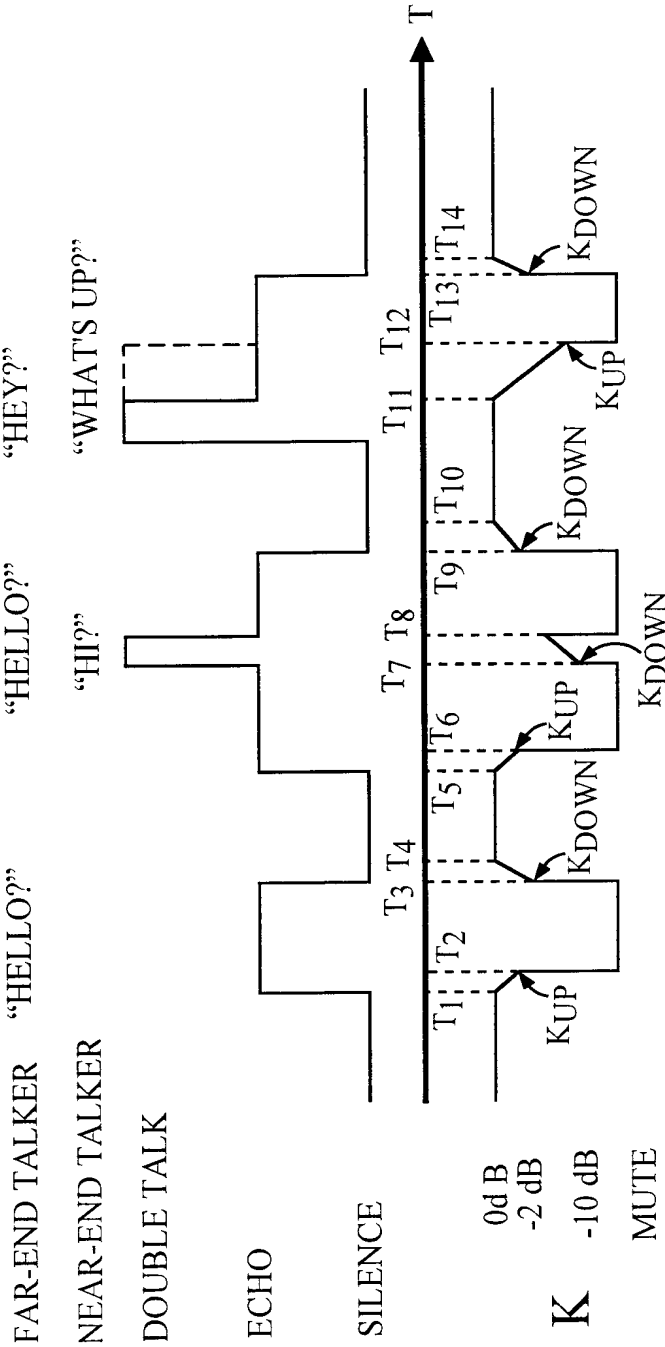 FAR-END TALKER “HELLO?” “HELLO?” “HEY?”
NEAR-END TALKER “HI?” “WHAT'S UP?”
DOUBLE TALK
ECHO
SILENCE
T
T3 T4 T7 T8 T11 T12
T1 T2 T5 T6 T9 T10 T13 T14
K
0d B
-2 dB
-10 dB
MUTE
KUP
KDOWN
KUP
KDOWN
KDOWN
KUP
KDOWN